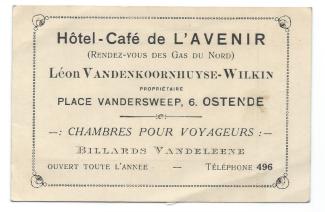 Hôtel-Café de L'AVENIR
(RENDEZ-VOUS DES GAS DU NORD)
LÉON VANDENKOORNHUYSE-WILKIN
PROPRIÉTAIRE
PLACE VANDERSWEEP, 6. OSTENDE
—: CHAMBRES POUR VOYAGEURS :—
BILLARDS VANDELEENE
OUVERT TOUTE L'ANNEE - TÉLÉPHONE 496